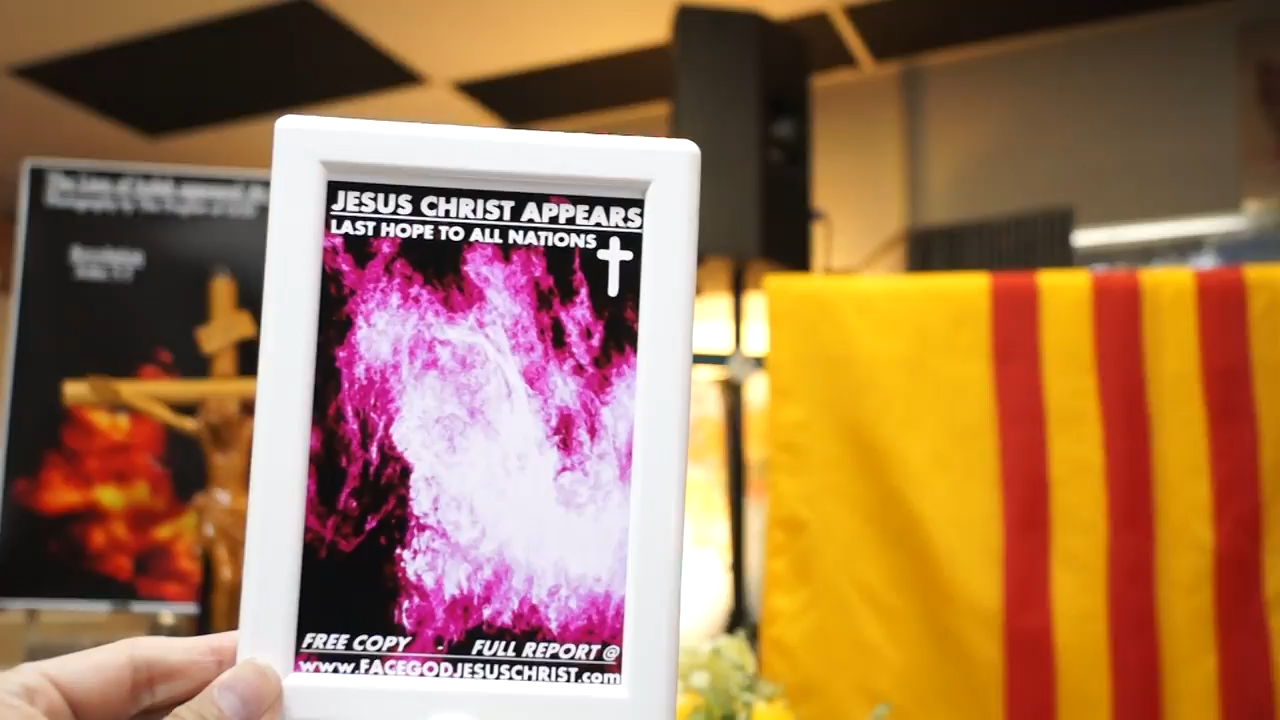 JESUS CHRIST APPEARS
LAST HOPE TO ALL NATIONS
FREE COPY - FULL REPORT @
www.FACEGODJESUSCHRIST.com